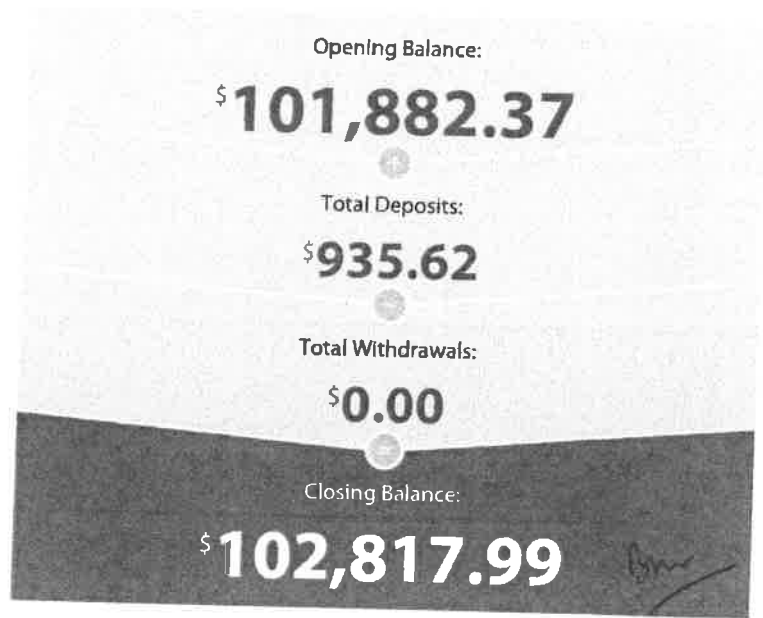 Opening Balance:
$101,882.37
+
Total Deposits:
$935.62
Total Withdrawals:
$0.00
Closing Balance:
$102,817.99